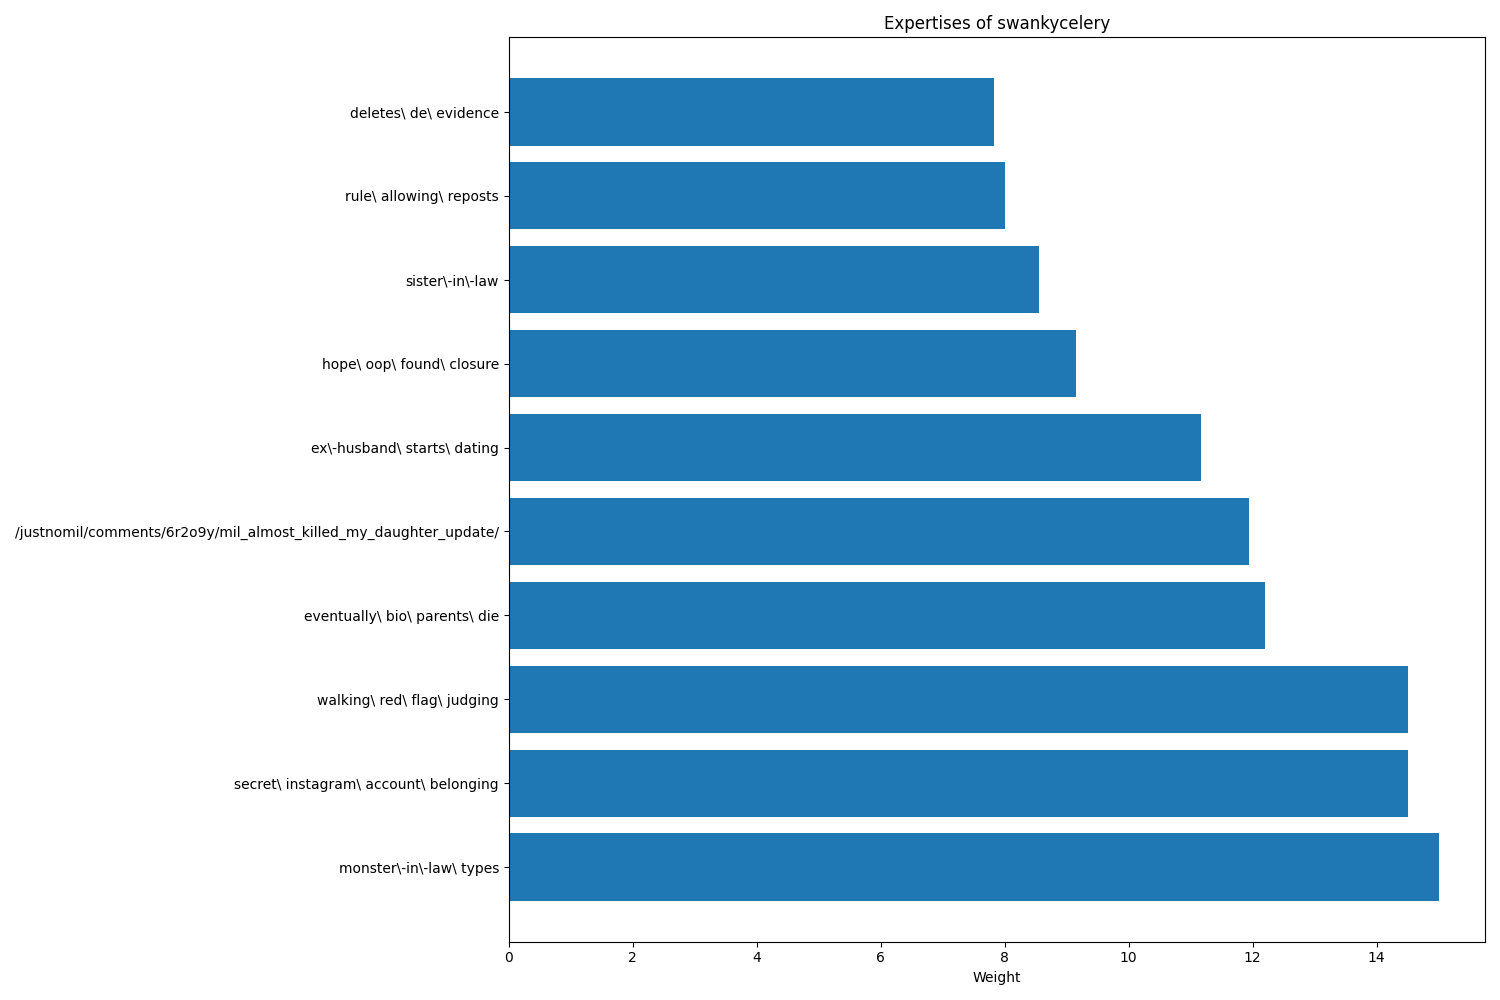 Expertises of swankycelery
deletes\ de\ evidence
rule\ allowing\ reposts
sister\-in\-law
hope\ oop\ found\ closure
ex\-husband\ starts\ dating
/justnomil/comments/6r2o9y/mil_almost_killed_my_daughter_update/
eventually\ bio\ parents\ die
walking\ red\ flag\ judging
secret\ instagram\ account\ belonging
monster\-in\-law\ types
0 2 4 6 8 10 12 14
Weight